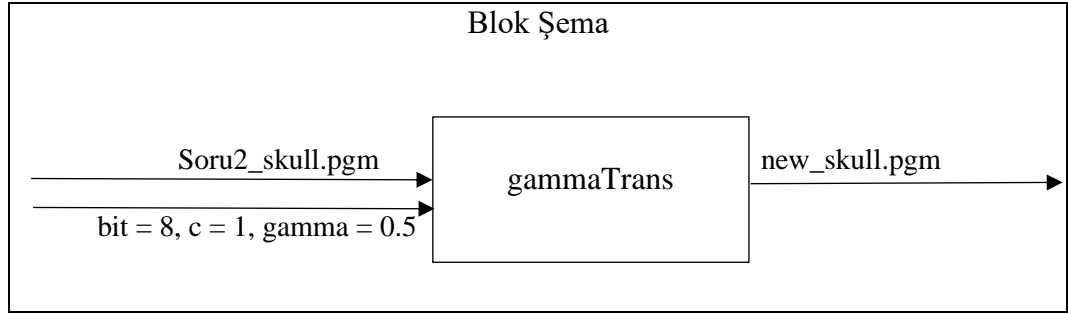 Blok Şema
Soru2_skull.pgm
bit = 8, c = 1, gamma = 0.5
gammaTrans
new_skull.pgm